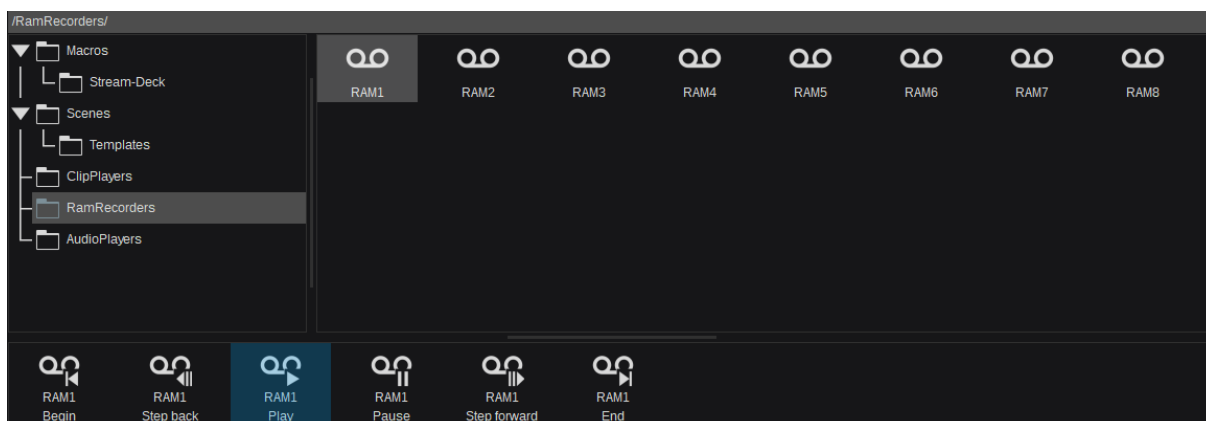 /RamRecorders/
Macros
Stream-Deck
Scenes
Templates
ClipPlayers
RamRecorders
AudioPlayers
RAM1 RAM2 RAM3 RAM4 RAM5 RAM6 RAM7 RAM8
RAM1 RAM1 RAM1 RAM1 RAM1 RAM1
Begin Step back Play Pause Step forward End